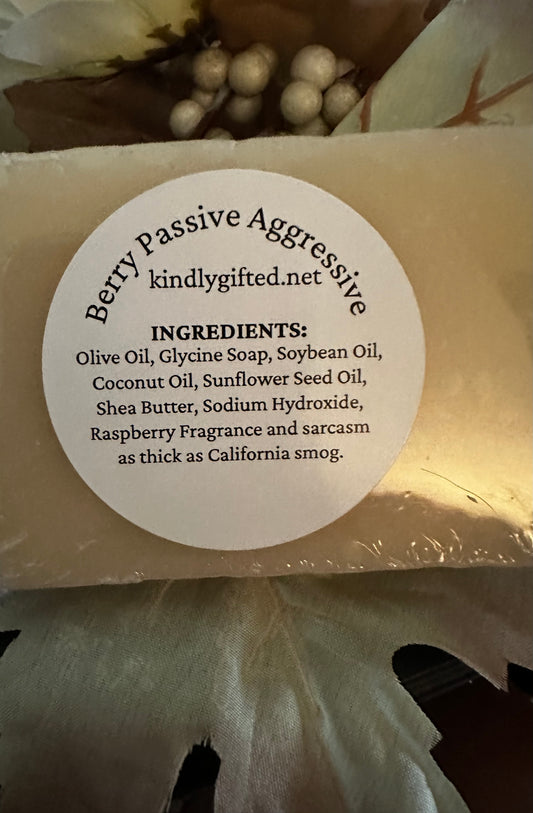 Berry Passive Aggressive
kindlygifted.net
INGREDIENTS:
Olive Oil, Glycine Soap, Soybean Oil,
Coconut Oil, Sunflower Seed Oil,
Shea Butter, Sodium Hydroxide,
Raspberry Fragrance and sarcasm
as thick as California smog.